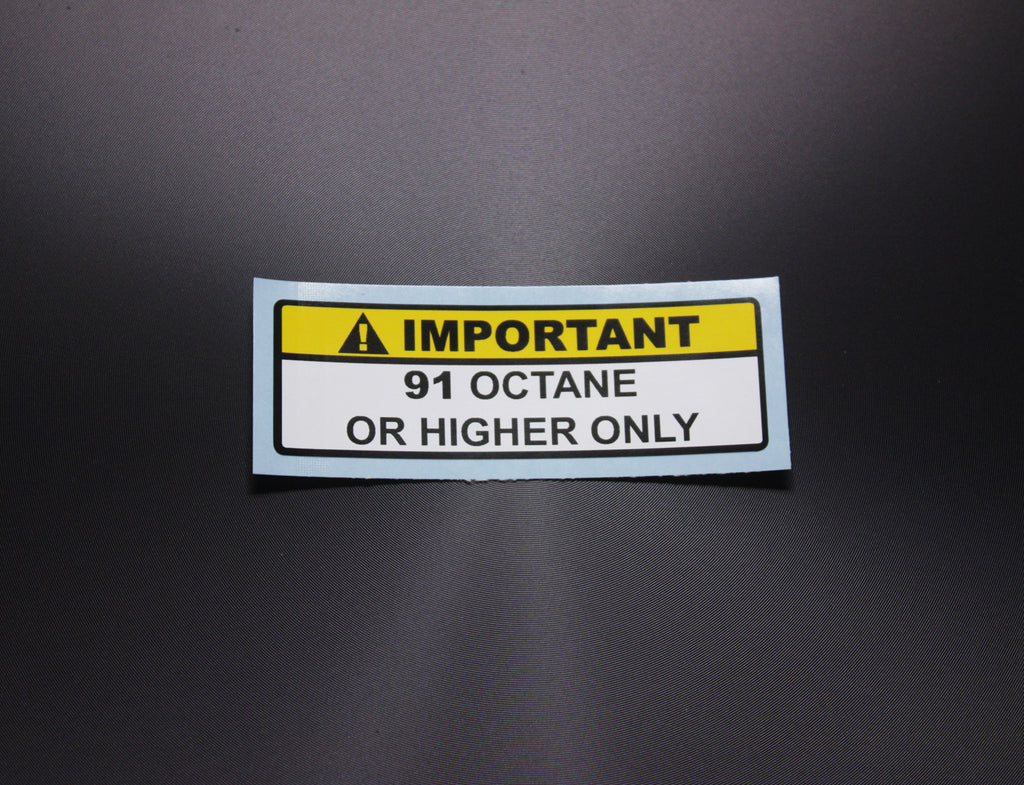 IMPORTANT
91 OCTANE
OR HIGHER ONLY